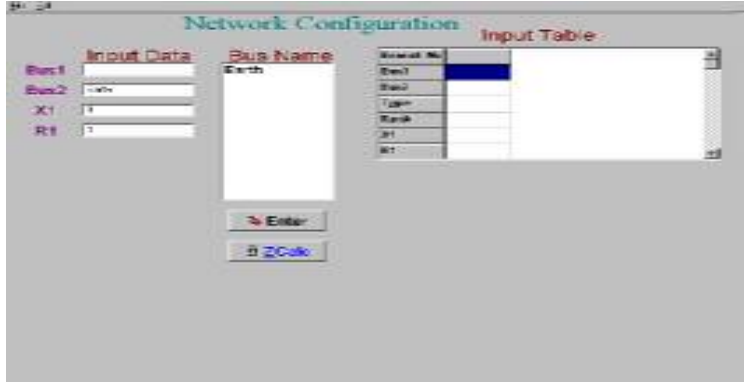 Network Configuration
Input Data
Bus1
Bus2
X1
R1
Bus Name
Earth
Enter
ZCalc
Input Table
Bus1
Bus2
Type
X1
R1